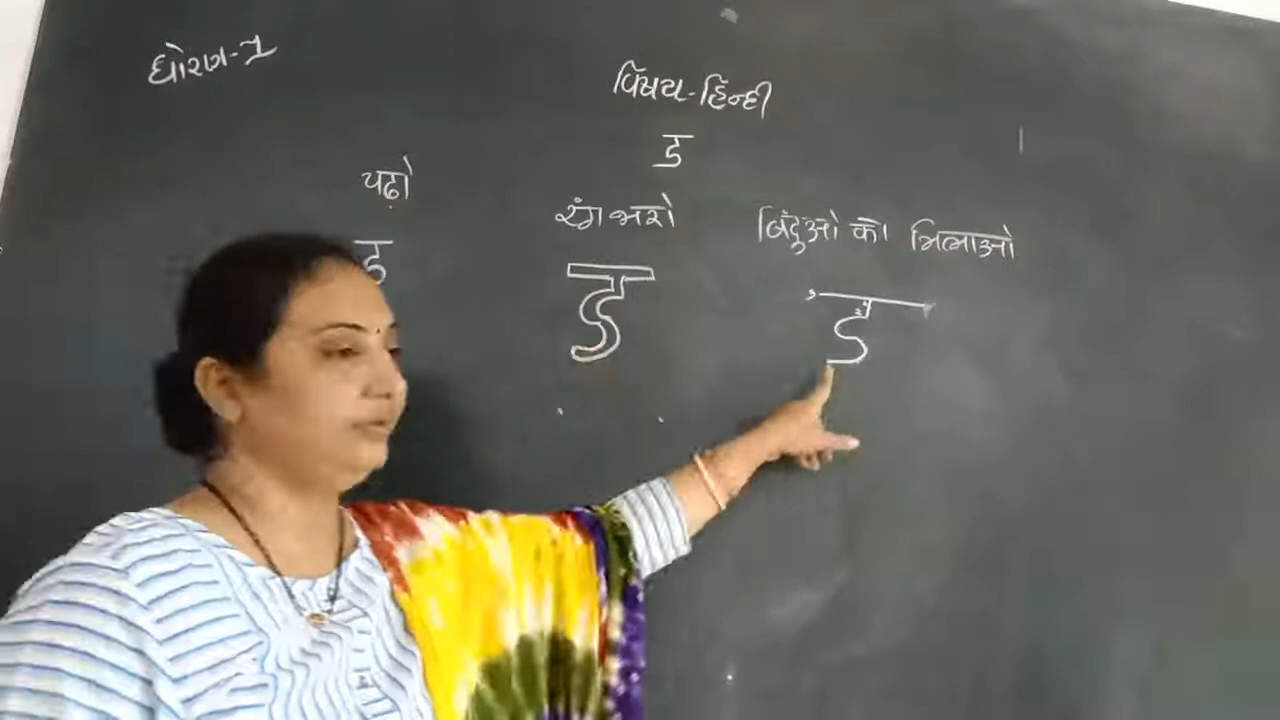 ધોરણ-1
विषय-हिन्दी
ड
पढ़ो
ड
रंग भरो
ड
बिंदुओ को मिलाओ
ड